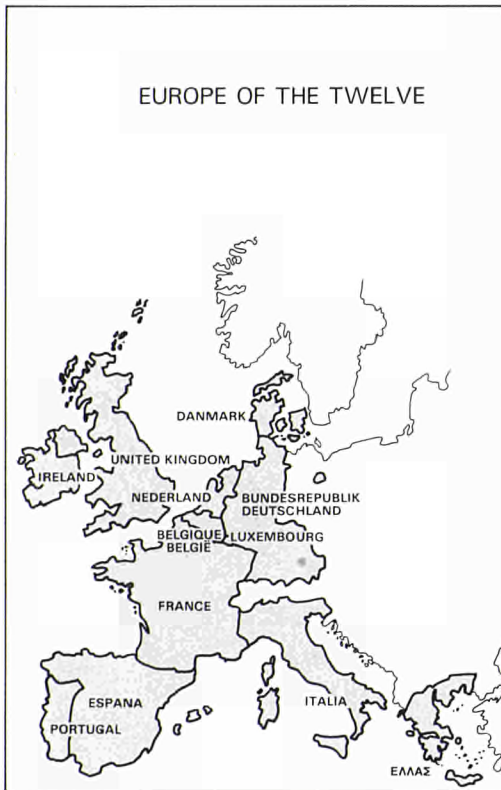 EUROPE OF THE TWELVE
DANMARK
UNITED KINGDOM
IRELAND
NEDERLAND
BUNDESREPUBLIK
DEUTSCHLAND
BELGIQUE
BELGIË
LUXEMBOURG
FRANCE
ESPANA
PORTUGAL
ITALIA
ΕΛΛΑΣ